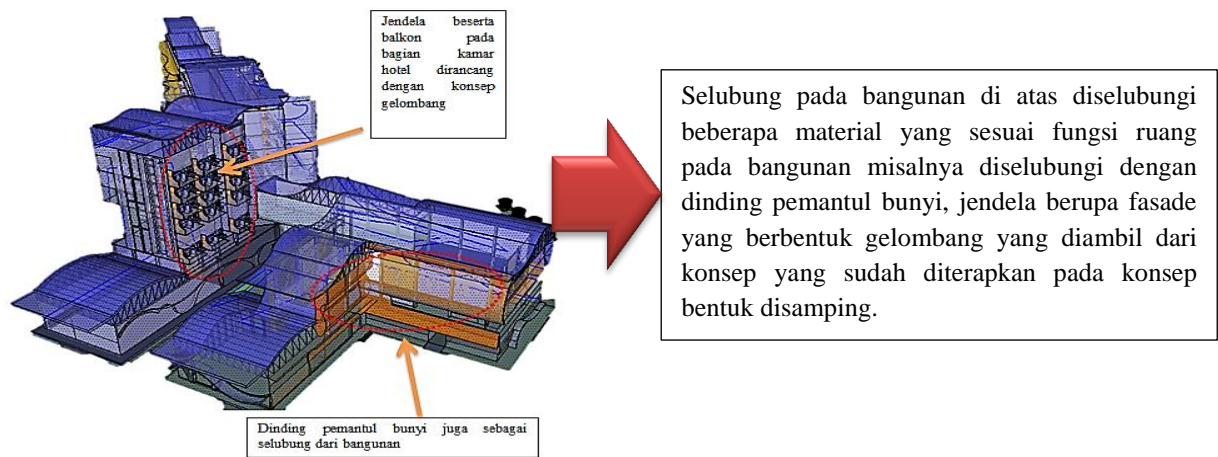 Jendela beserta
balkon pada
bagian kamar
hotel dirancang
dengan konsep
gelombang
Selubung pada bangunan di atas diselubungi
beberapa material yang sesuai fungsi ruang
pada bangunan misalnya diselubungi dengan
dinding pemantul bunyi, jendela berupa fasade
yang berbentuk gelombang yang diambil dari
konsep yang sudah diterapkan pada konsep
bentuk disamping.
Dinding pemantul bunyi juga sebagai
selubung dari bangunan